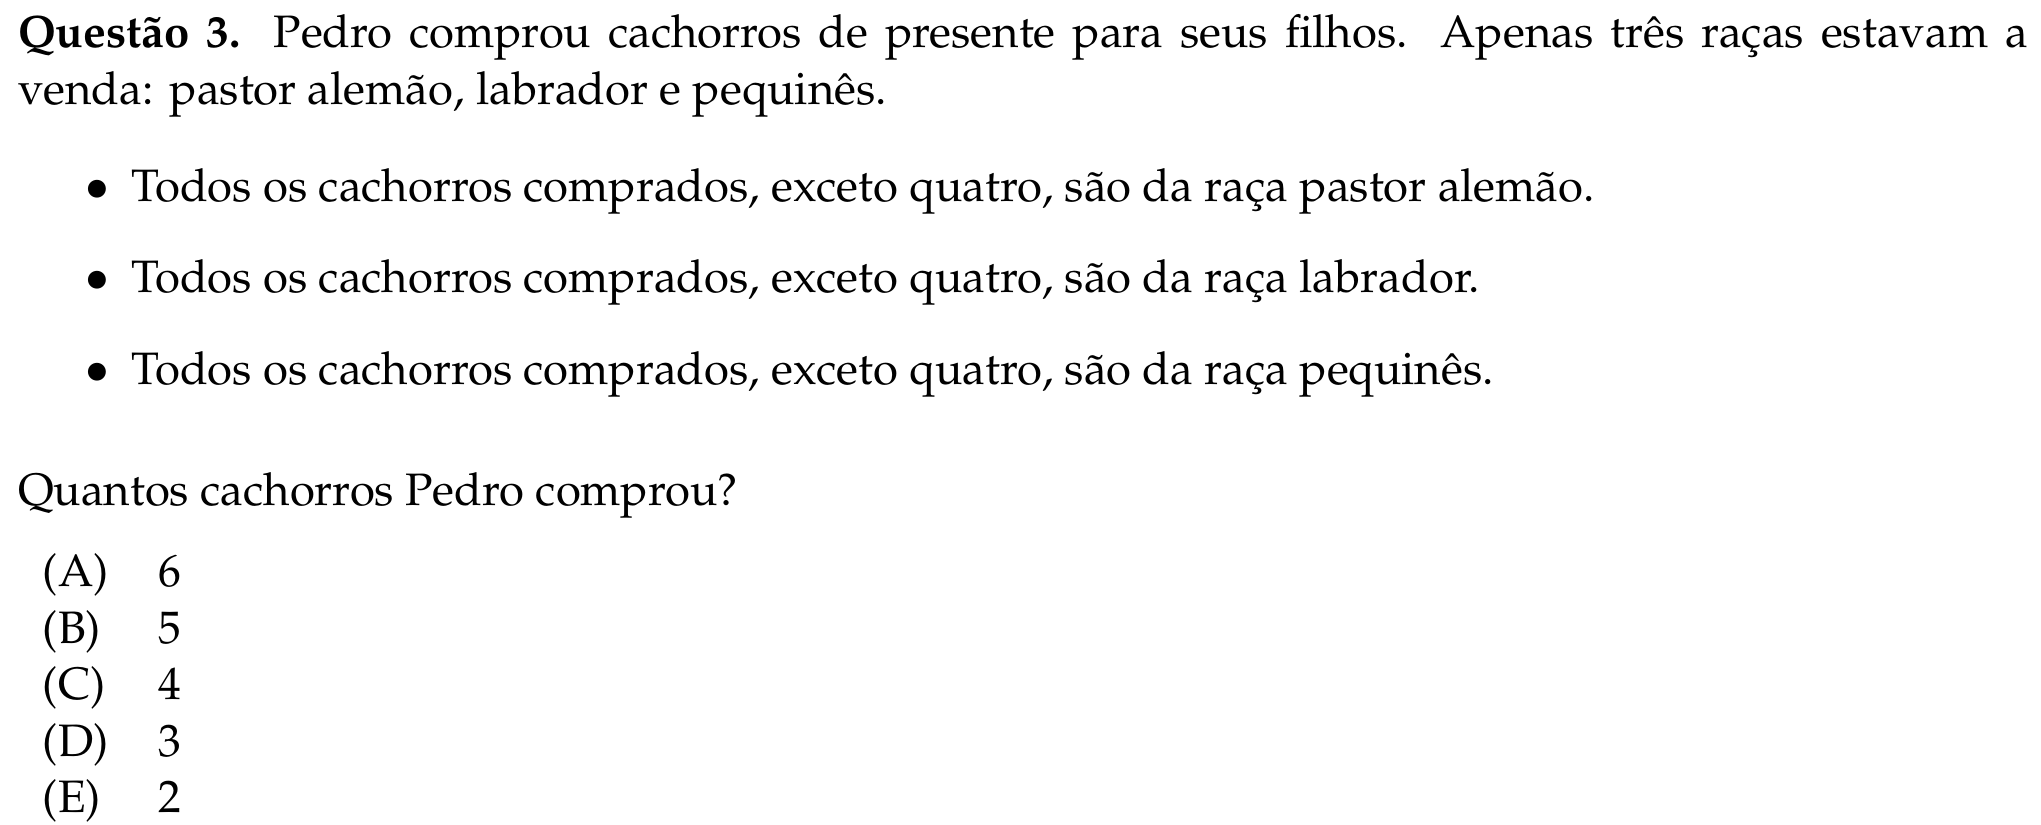 Questão 3. Pedro comprou cachorros de presente para seus filhos. Apenas três raças estavam a
venda: pastor alemão, labrador e pequinês.
• Todos os cachorros comprados, exceto quatro, são da raça pastor alemão.
• Todos os cachorros comprados, exceto quatro, são da raça labrador.
• Todos os cachorros comprados, exceto quatro, são da raça pequinês.
Quantos cachorros Pedro comprou?
(A) 6
(B) 5
(C) 4
(D) 3
(E) 2